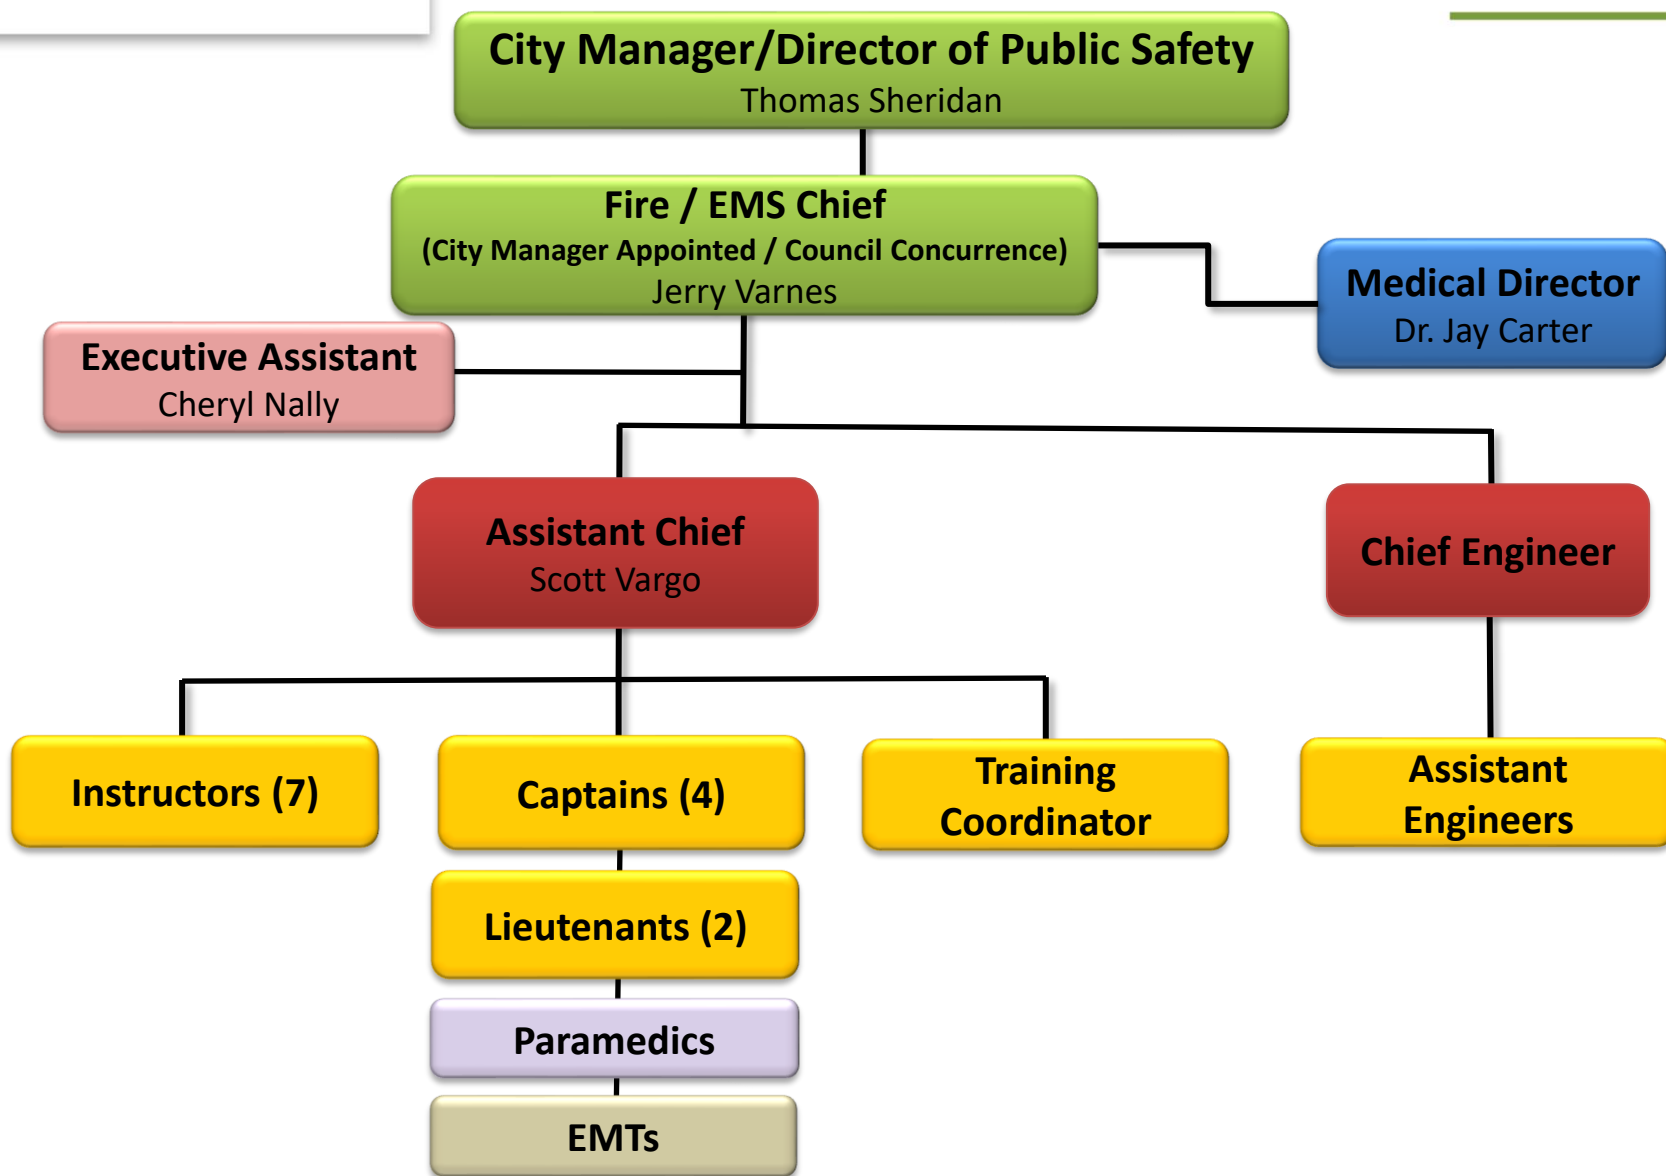 City Manager/Director of Public Safety
Thomas Sheridan
Fire / EMS Chief
(City Manager Appointed / Council Concurrence)
Jerry Varnes
Medical Director
Dr. Jay Carter
Executive Assistant
Cheryl Nally
Assistant Chief
Scott Vargo
Chief Engineer
Instructors (7)
Captains (4)
Training
Coordinator
Assistant
Engineers
Lieutenants (2)
Paramedics
EMTs